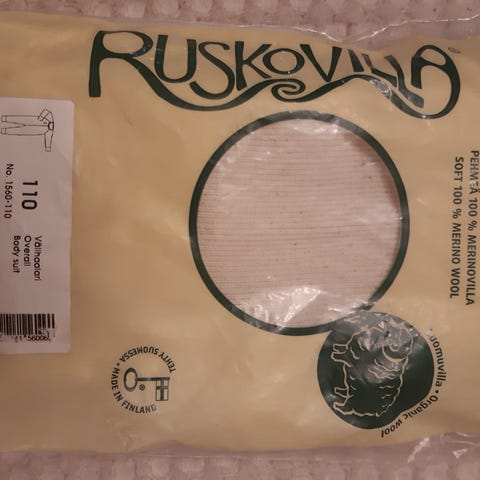 RUSKOVILLA
PEHMEÄ 100 % MERINOVILLA
SOFT 100 % MERINO WOOL
110
No. 1560-110
Välihaalari
Overall
Body suit
56006
TEHTY SUOMESSA • MADE IN FINLAND
• Organic wool